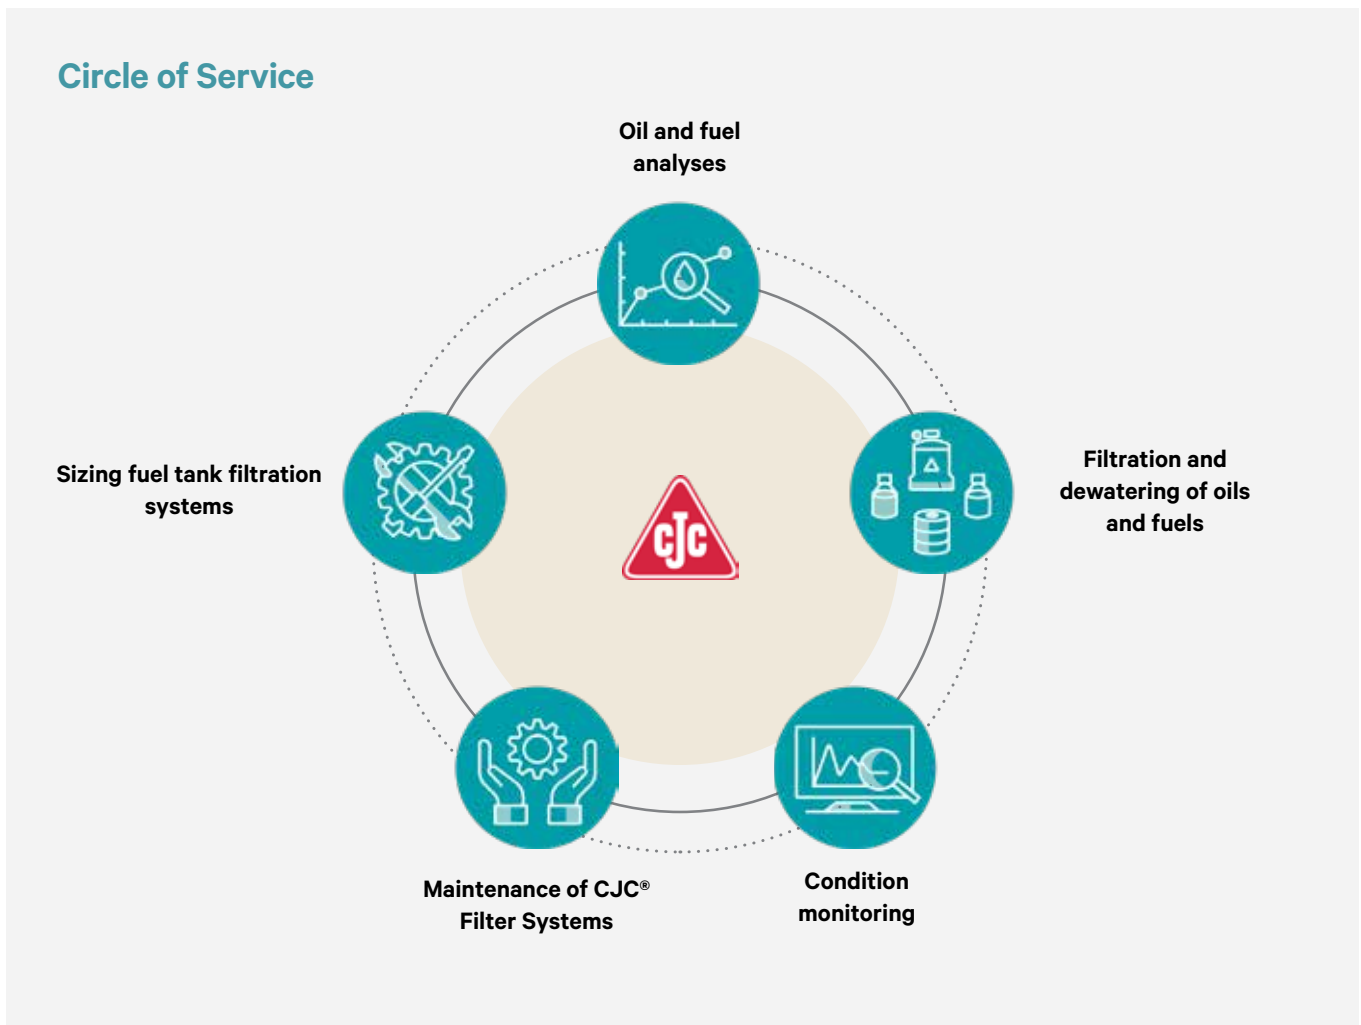 Circle of Service
Oil and fuel
analyses
Filtration and
dewatering of oils
and fuels
Sizing fuel tank filtration
systems
CJC
Condition
monitoring
Maintenance of CJC®
Filter Systems